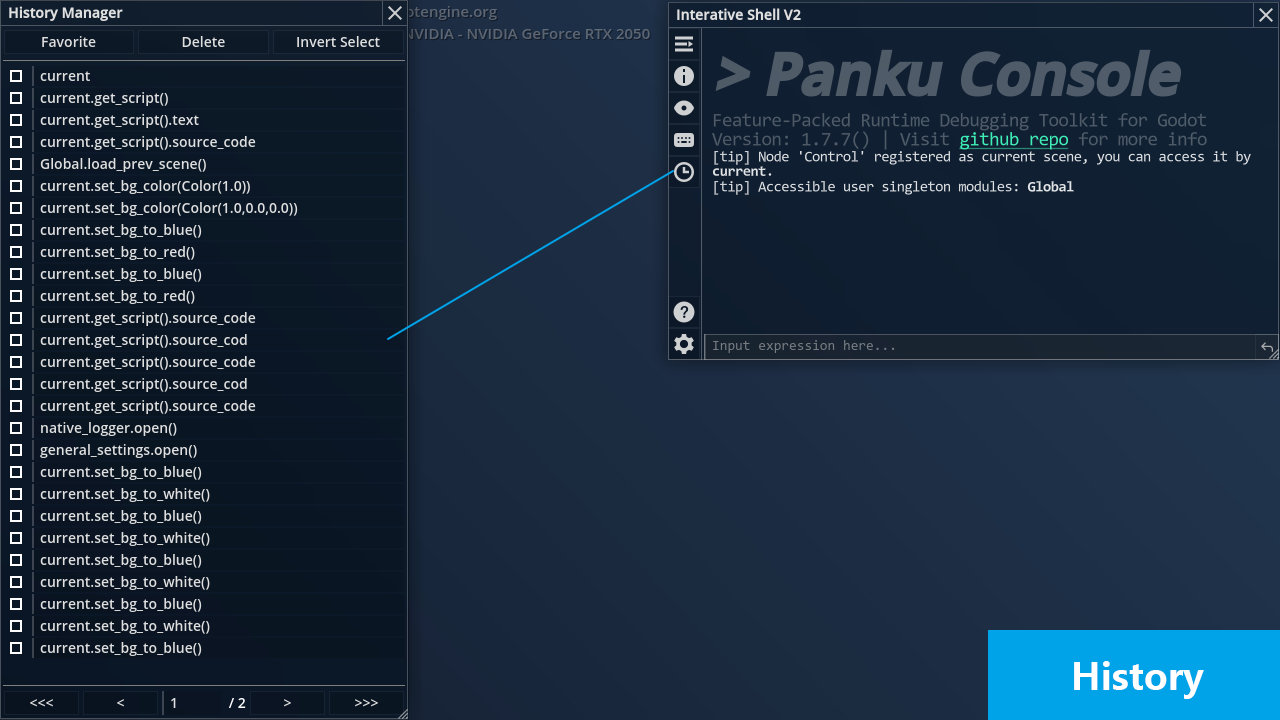 History Manager
Favorite Delete Invert Select
current
current.get_script()
current.get_script().text
current.get_script().source_code
Global.load_prev_scene()
current.set_bg_color(Color(1.0))
current.set_bg_color(Color(1.0,0.0,0.0))
current.set_bg_to_blue()
current.set_bg_to_red()
current.set_bg_to_blue()
current.set_bg_to_red()
current.get_script().source_code
current.get_script().source_cod
current.get_script().source_code
current.get_script().source_cod
current.get_script().source_code
native_logger.open()
general_settings.open()
current.set_bg_to_blue()
current.set_bg_to_white()
current.set_bg_to_blue()
current.set_bg_to_white()
current.set_bg_to_blue()
current.set_bg_to_white()
current.set_bg_to_blue()
current.set_bg_to_white()
current.set_bg_to_blue()
<<< < 1 / 2 > >>>
otengine.org
NVIDIA - NVIDIA GeForce RTX 2050
Interative Shell V2
> Panku Console
Feature-Packed Runtime Debugging Toolkit for Godot
Version: 1.7.7() | Visit github repo for more info
[tip] Node 'Control' registered as current scene, you can access it by
current.
[tip] Accessible user singleton modules: Global
Input expression here...
History